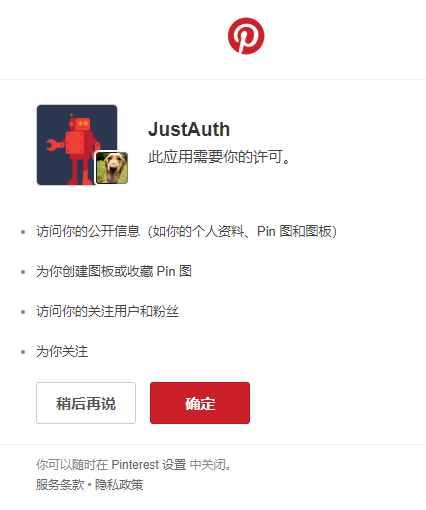 JustAuth
此应用需要你的许可。
访问你的公开信息（如你的个人资料、Pin 图和图板）
为你创建图板或收藏 Pin 图
访问你的关注用户和粉丝
为你关注
稍后再说 确定
你可以随时在 Pinterest 设置 中关闭。
服务条款 • 隐私政策